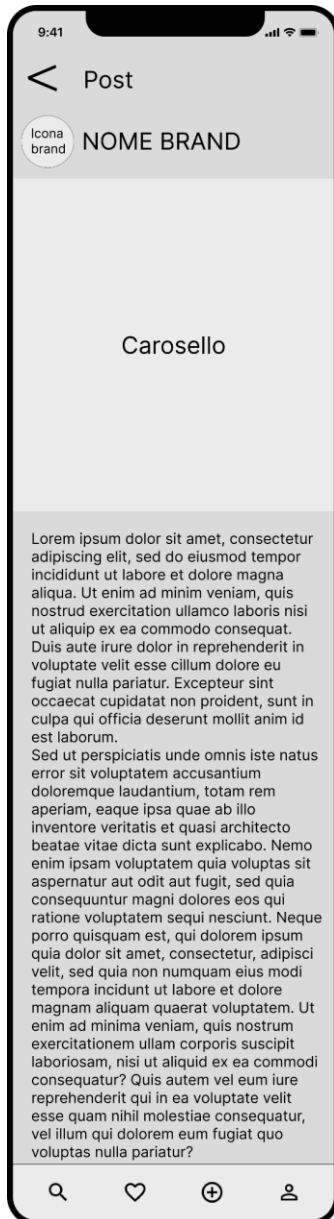 9:41
Post
Icona
brand
NOME BRAND
Carosello
Lorem ipsum dolor sit amet, consectetur
adipiscing elit, sed do eiusmod tempor
incididunt ut labore et dolore magna
aliqua. Ut enim ad minim veniam, quis
nostrud exercitation ullamco laboris nisi
ut aliquip ex ea commodo consequat.
Duis aute irure dolor in reprehenderit in
voluptate velit esse cillum dolore eu
fugiat nulla pariatur. Excepteur sint
occaecat cupidatat non proident, sunt in
culpa qui officia deserunt mollit anim id
est laborum.
Sed ut perspiciatis unde omnis iste natus
error sit voluptatem accusantium
doloremque laudantium, totam rem
aperiam, eaque ipsa quae ab illo
inventore veritatis et quasi architecto
beatae vitae dicta sunt explicabo. Nemo
enim ipsam voluptatem quia voluptas sit
aspernatur aut odit aut fugit, sed quia
consequuntur magni dolores eos qui
ratione voluptatem sequi nesciunt. Neque
porro quisquam est, qui dolorem ipsum
quia dolor sit amet, consectetur, adipisci
velit, sed quia non numquam eius modi
tempora incidunt ut labore et dolore
magnam aliquam quaerat voluptatem. Ut
enim ad minima veniam, quis nostrum
exercitationem ullam corporis suscipit
laboriosam, nisi ut aliquid ex ea commodi
consequatur? Quis autem vel eum iure
reprehenderit qui in ea voluptate velit
esse quam nihil molestiae consequatur,
vel illum qui dolorem eum fugiat quo
voluptas nulla pariatur?